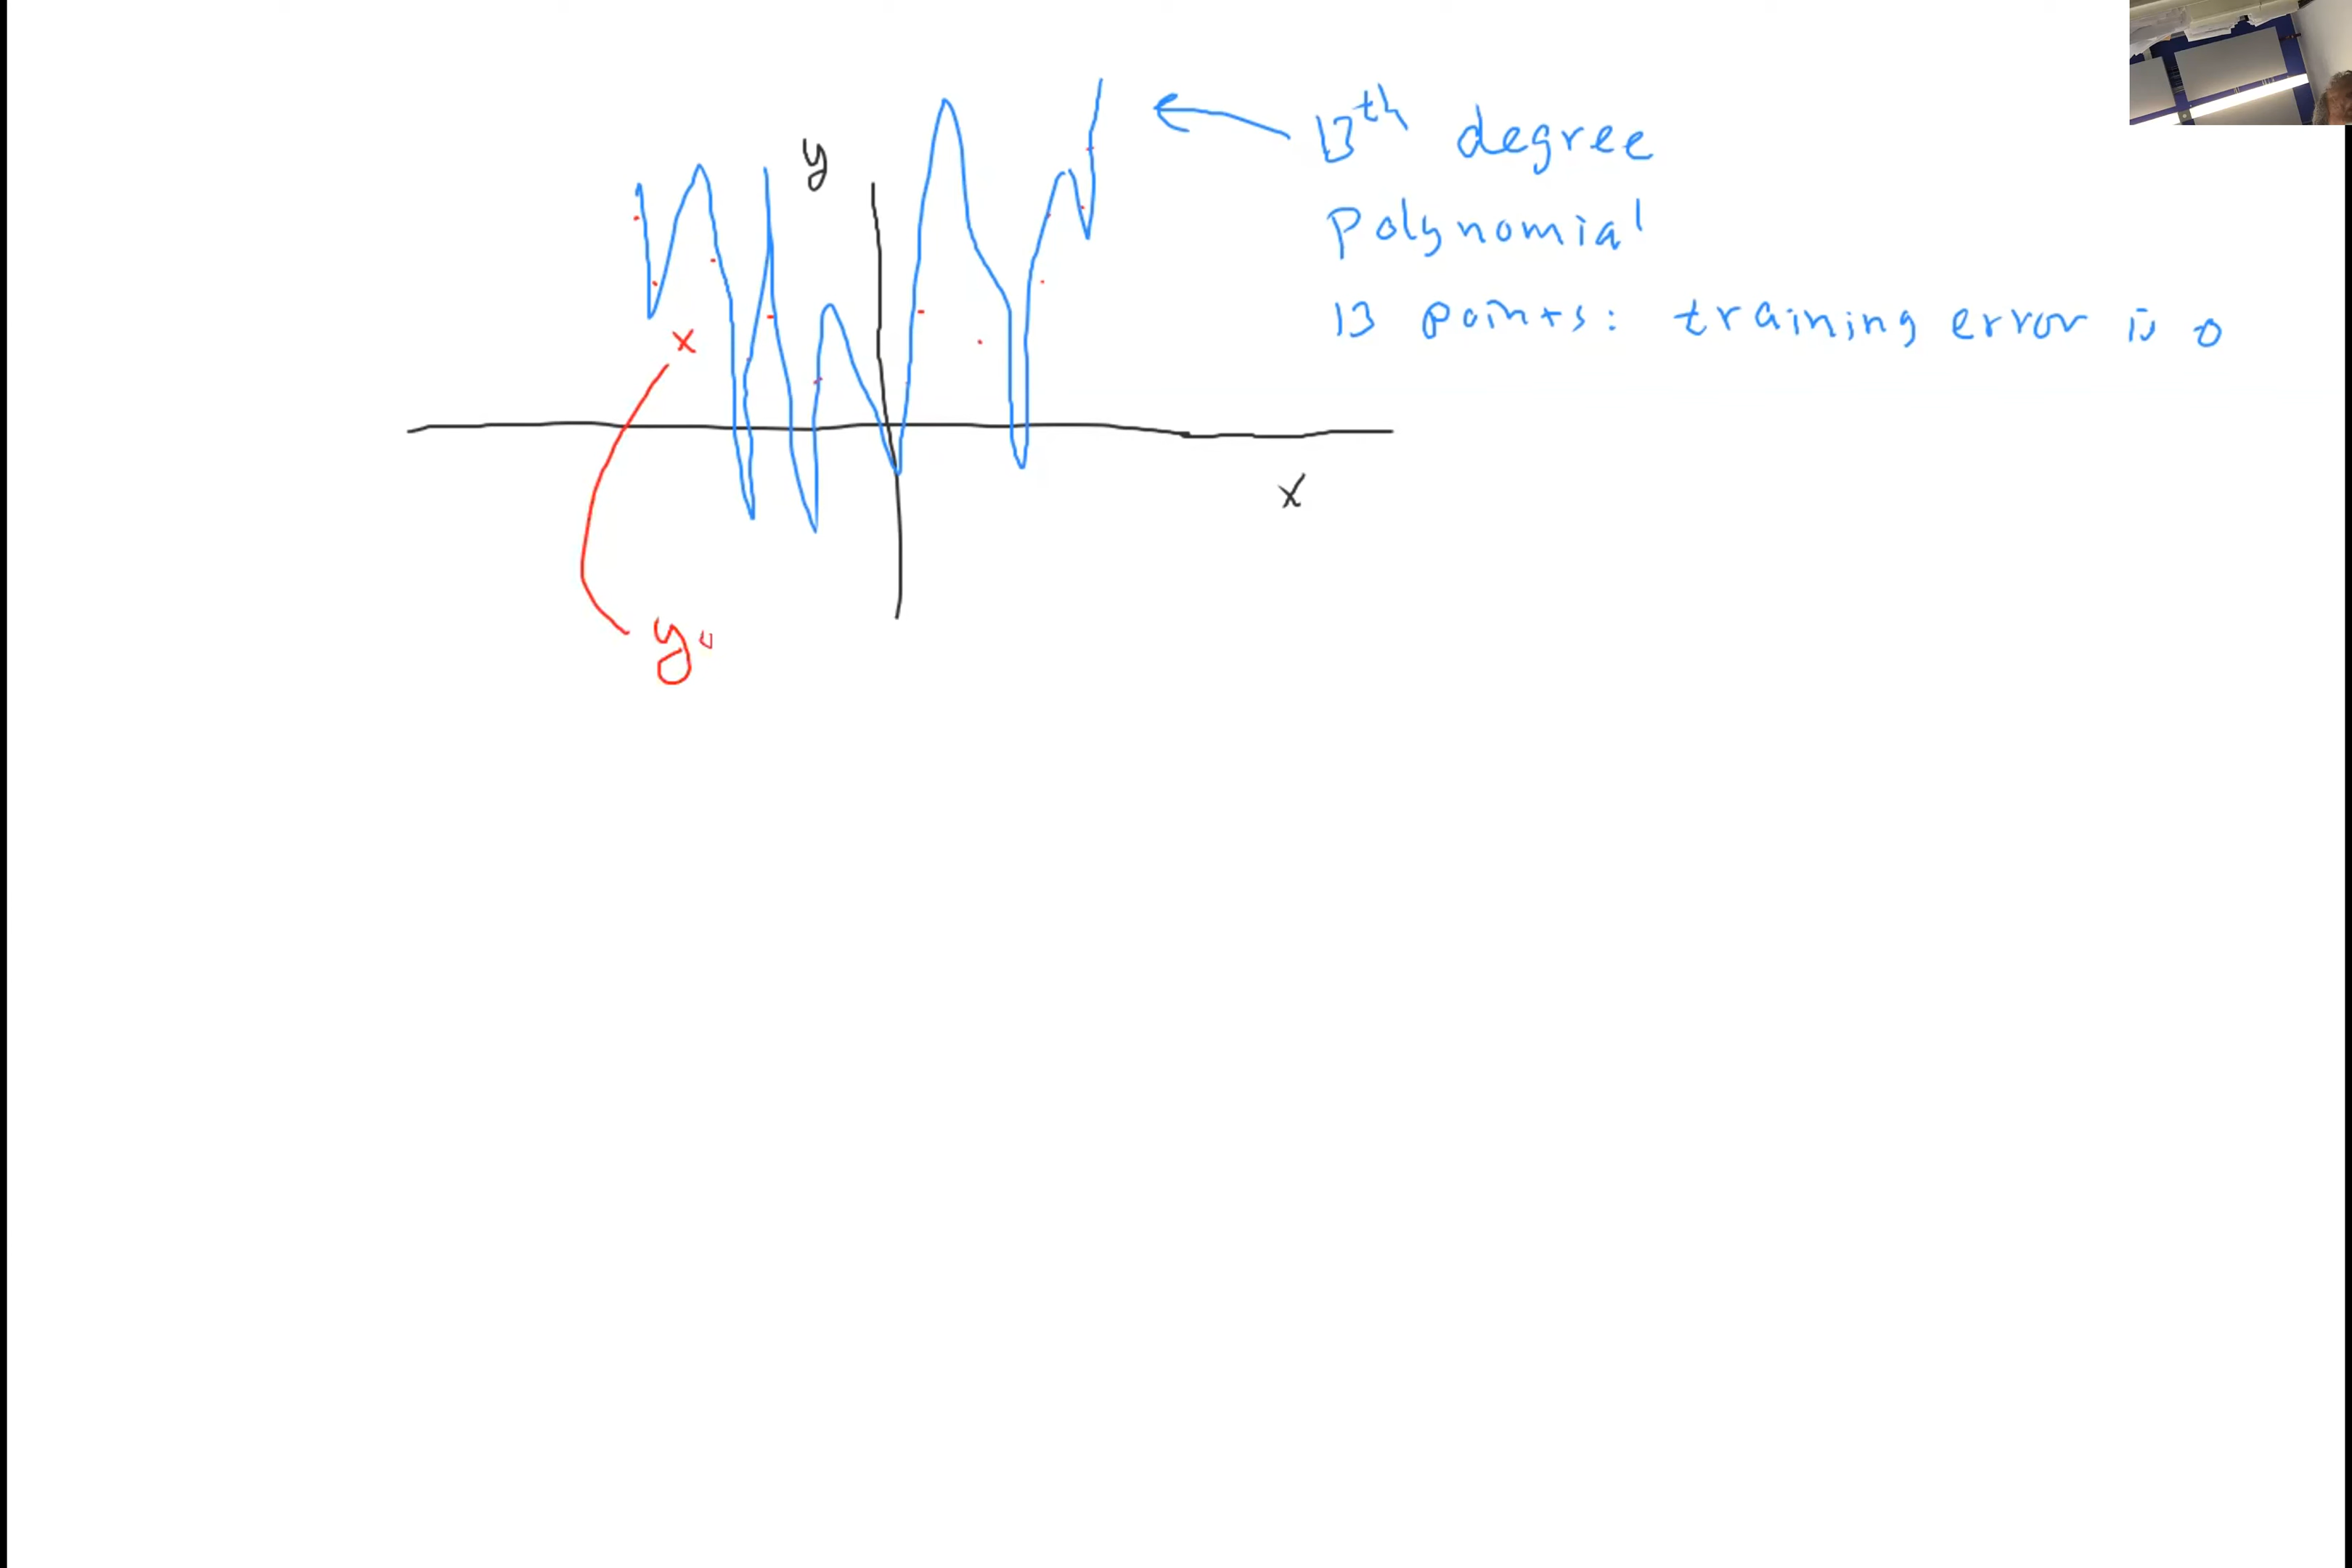 y
13th degree
Polynomial
13 points: training error is 0
x
x
y"